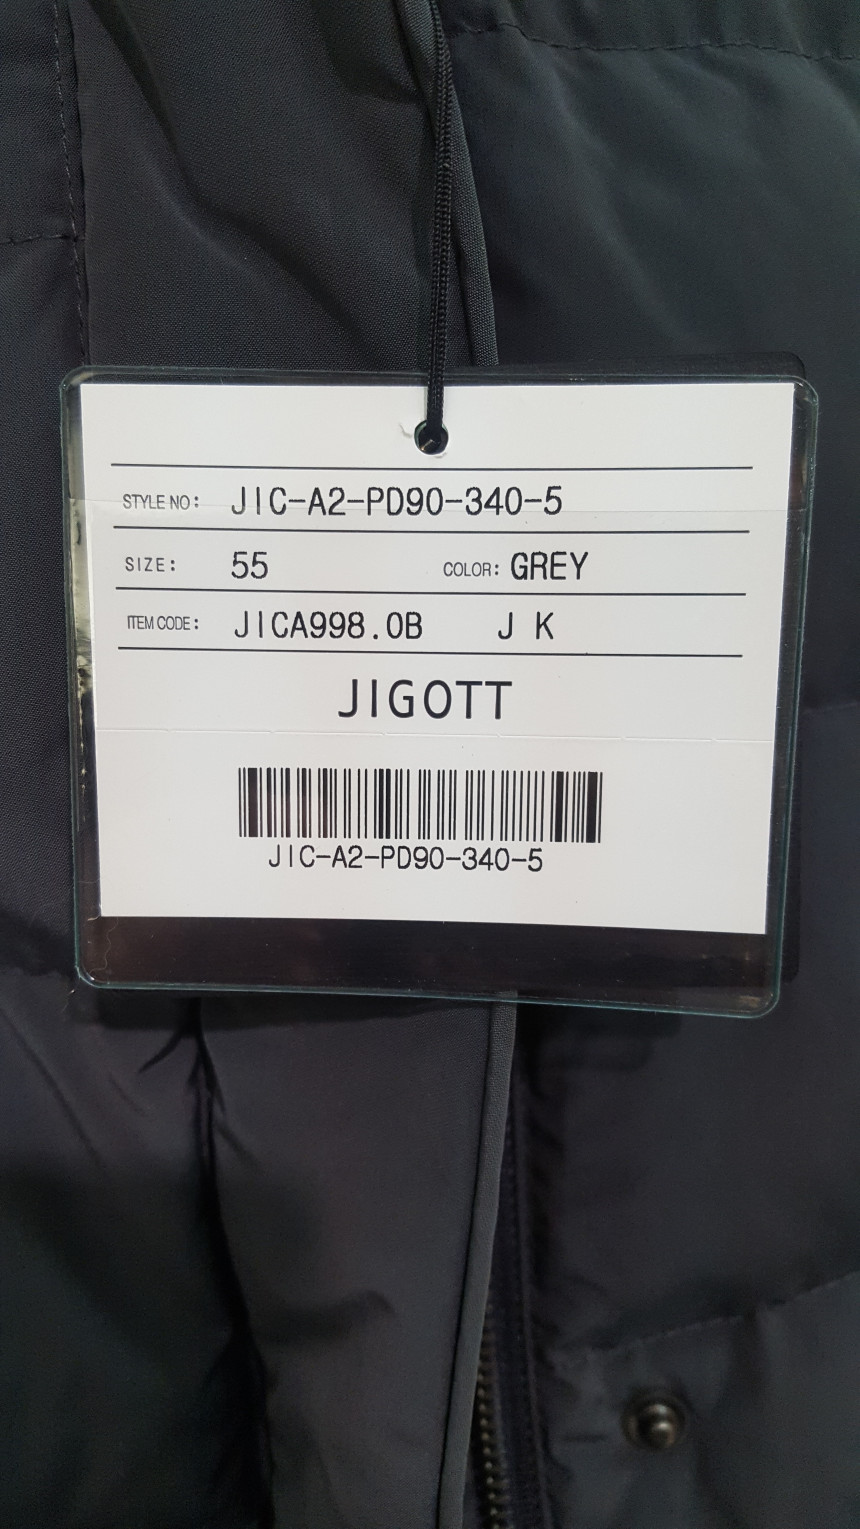 STYLE NO: JIC-A2-PD90-340-5
SIZE: 55 COLOR: GREY
ITEM CODE: JICA998.0B J K
JIGOTT
JIC-A2-PD90-340-5